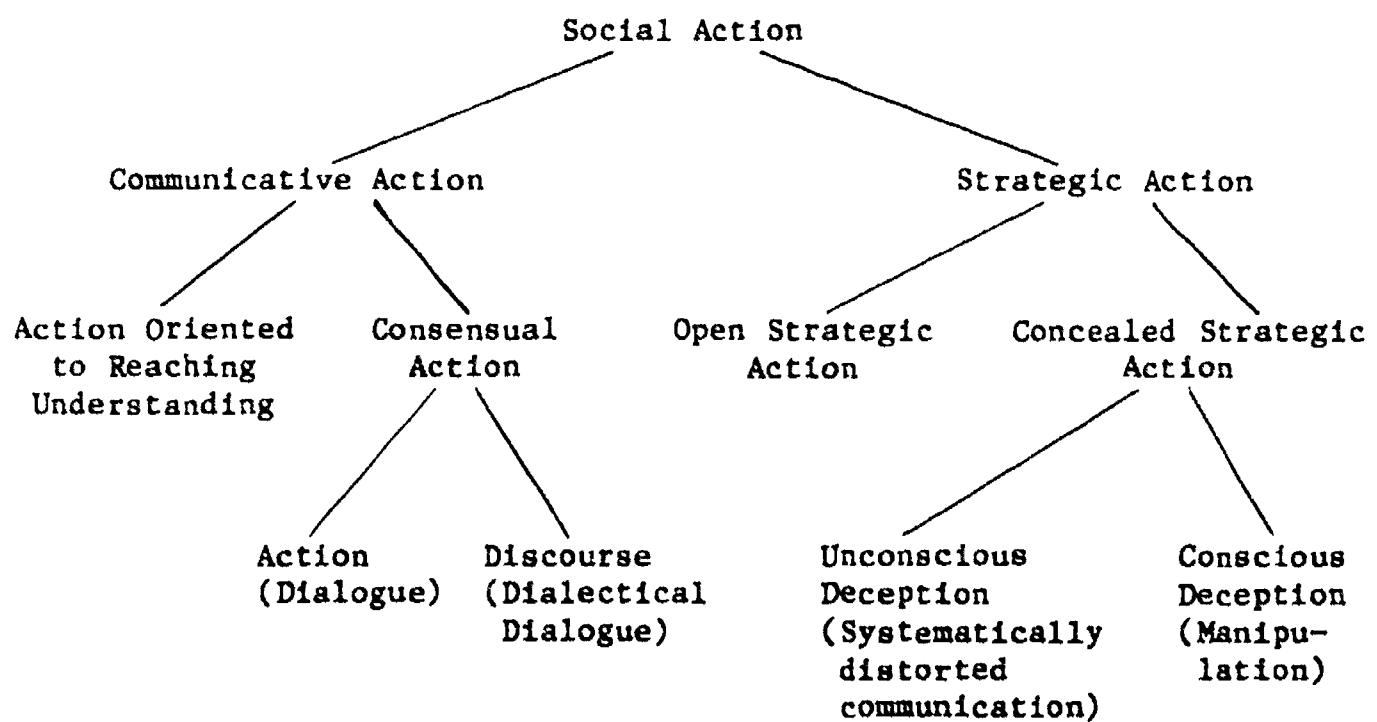 Social Action
Communicative Action
Strategic Action
Action Oriented
to Reaching
Understanding
Consensual
Action
Open Strategic
Action
Concealed Strategic
Action
Action
(Dialogue)
Discourse
(Dialectical
Dialogue)
Unconscious
Deception
(Systematically
distorted
communication)
Conscious
Deception
(Manipu-
lation)